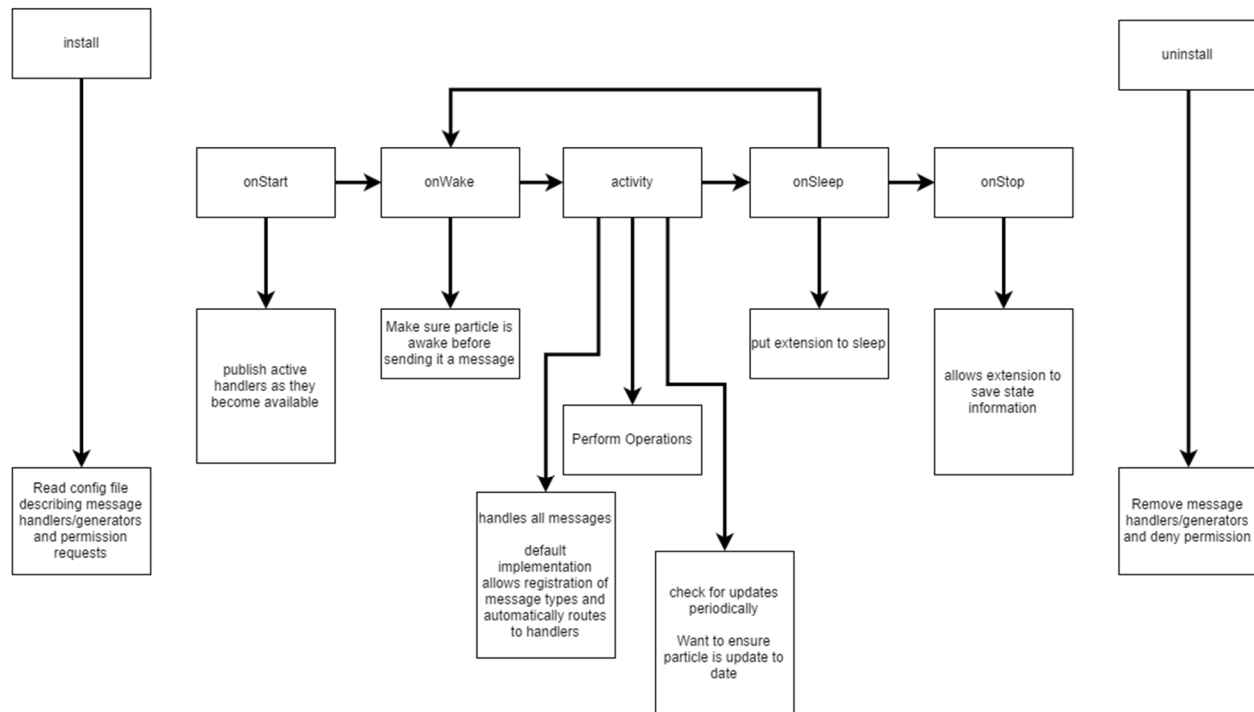 install
uninstall
onStart
onWake
activity
onSleep
onStop
publish active
handlers as they
become available
Make sure particle is
awake before
sending it a message
put extension to sleep
allows extension to
save state
information
Perform Operations
Read config file
describing message
handlers/generators
and permission
requests
handles all messages
default
implementation
allows registration of
message types and
automatically routes
to handlers
check for updates
periodically
Want to ensure
particle is update to
date
Remove message
handlers/generators
and deny permission